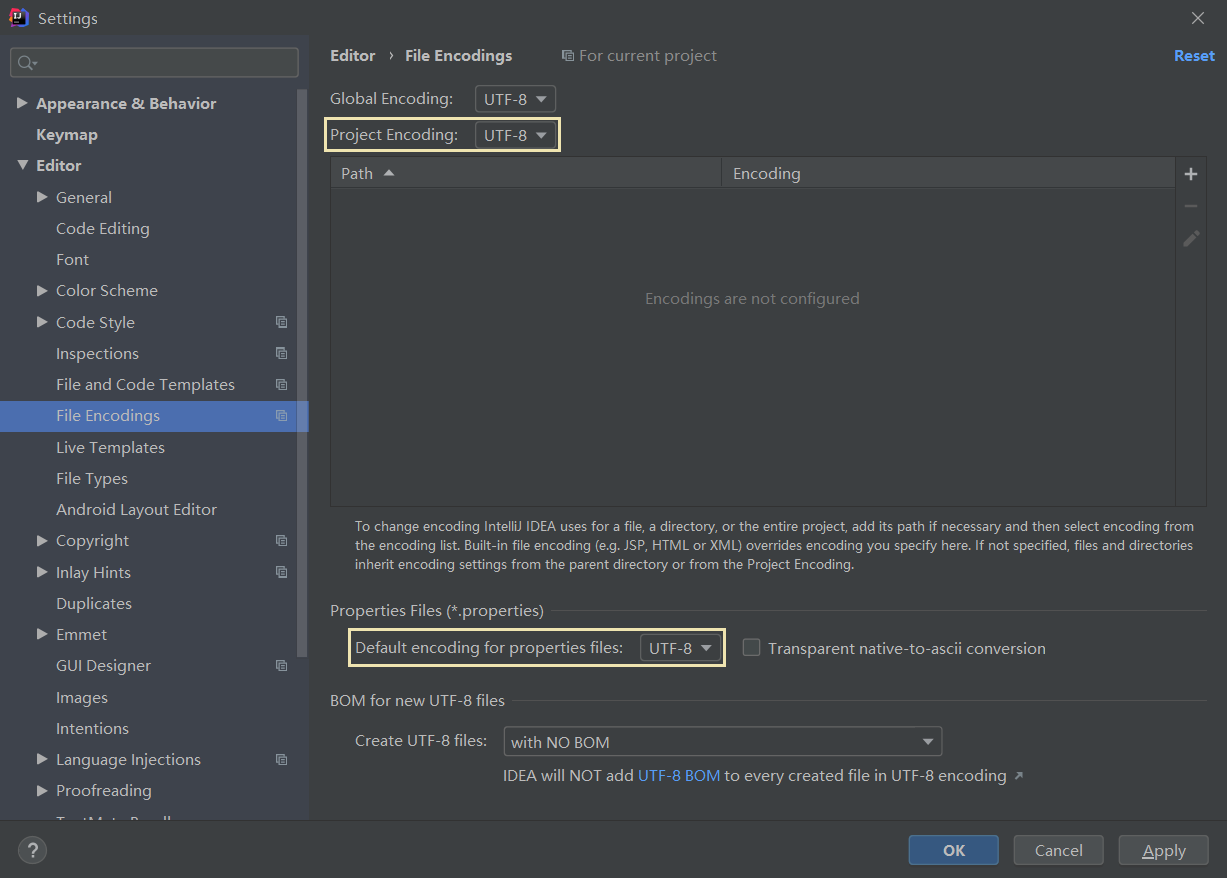 Settings
Editor › File Encodings For current project Reset
Appearance & Behavior
Keymap
Editor
General
Code Editing
Font
Color Scheme
Code Style
Inspections
File and Code Templates
File Encodings
Live Templates
File Types
Android Layout Editor
Copyright
Inlay Hints
Duplicates
Emmet
GUI Designer
Images
Intentions
Language Injections
Proofreading
Global Encoding: UTF-8
Project Encoding: UTF-8
Path Encoding
Encodings are not configured
To change encoding IntelliJ IDEA uses for a file, a directory, or the entire project, add its path if necessary and then select encoding from
the encoding list. Built-in file encoding (e.g. JSP, HTML or XML) overrides encoding you specify here. If not specified, files and directories
inherit encoding settings from the parent directory or from the Project Encoding.
Properties Files (*.properties)
Default encoding for properties files: UTF-8 Transparent native-to-ascii conversion
BOM for new UTF-8 files
Create UTF-8 files: with NO BOM
IDEA will NOT add UTF-8 BOM to every created file in UTF-8 encoding ↗
? OK Cancel Apply